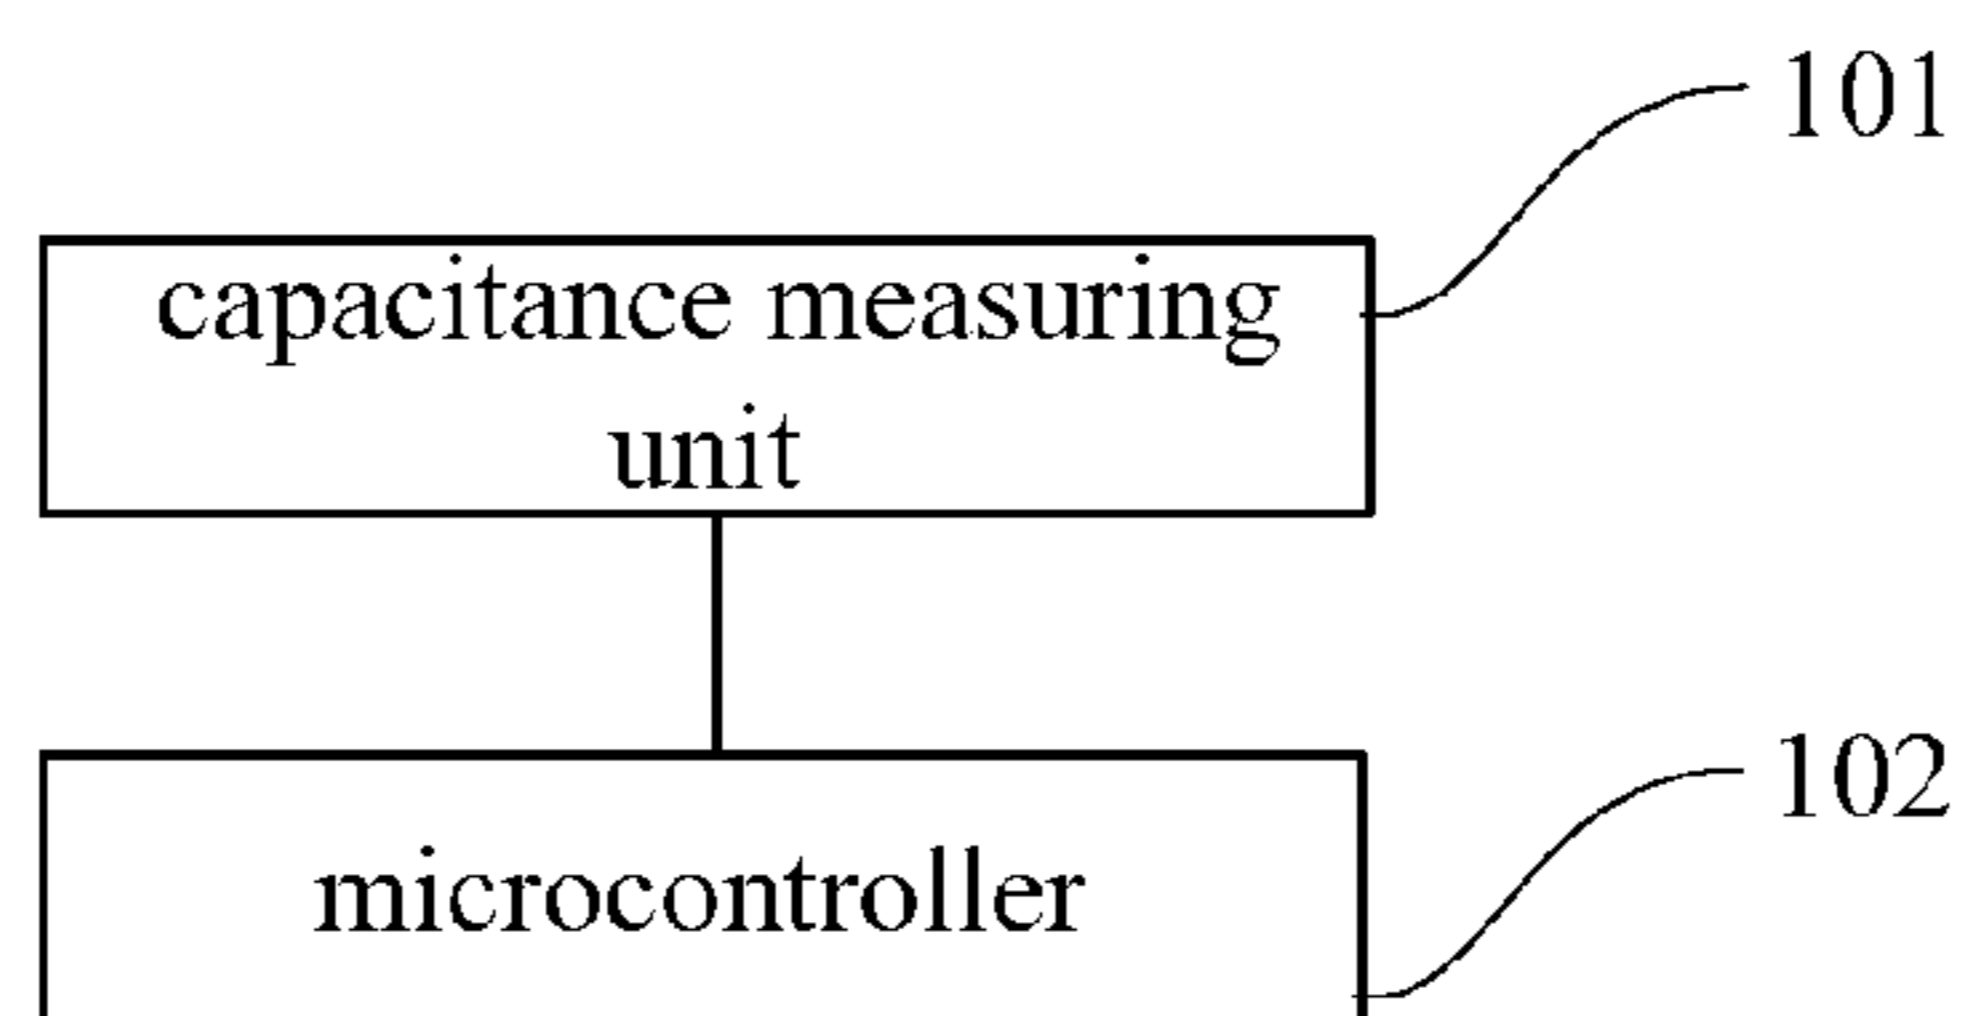 101
capacitance measuring
unit
102
microcontroller